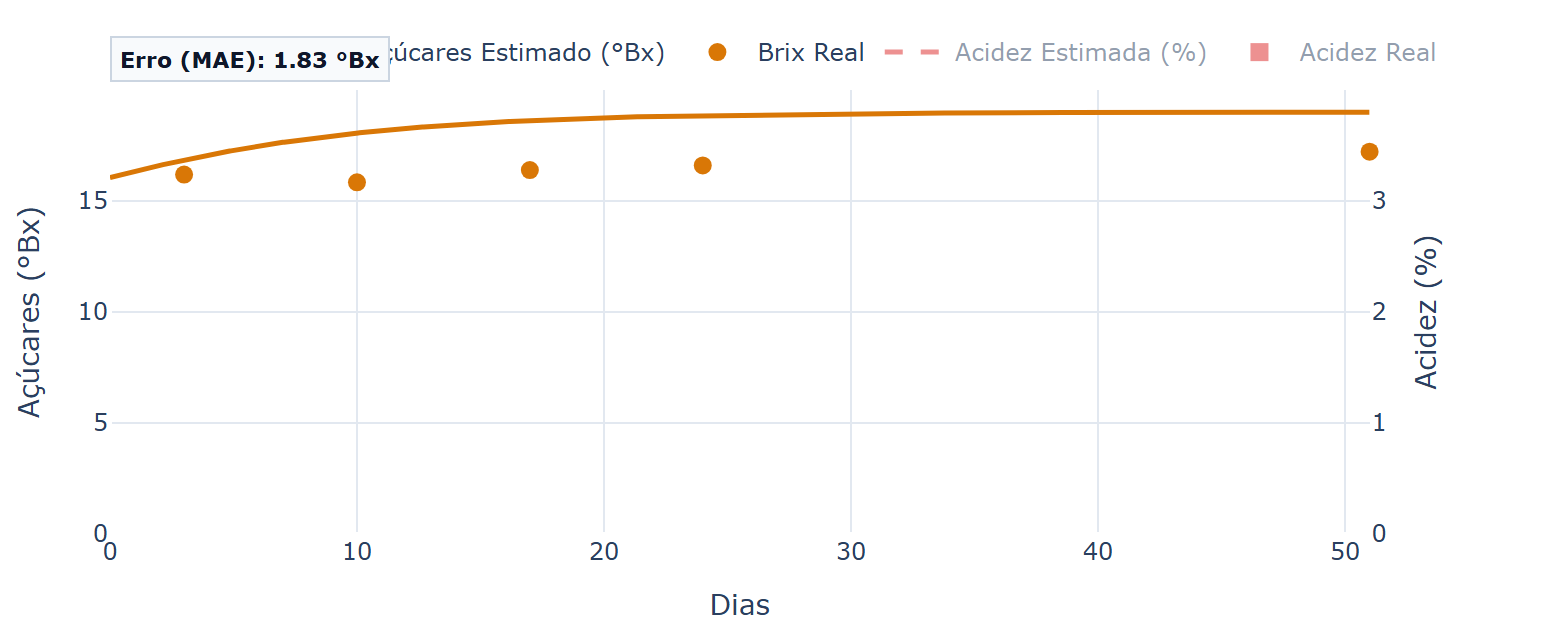 Erro (MAE): 1.83 ºBx
çúcares Estimado (°Bx)
Brix Real
Acidez Estimada (%)
Acidez Real
15
10
5
0
Açúcares (°Bx)
3
2
1
0
Acidez (%)
0 10 20 30 40 50
Dias